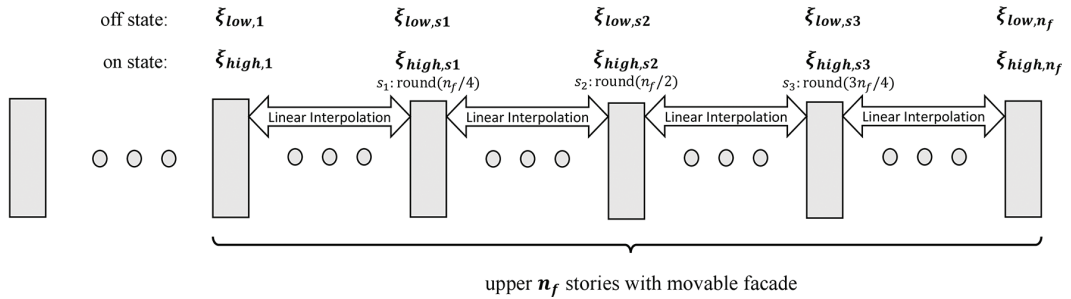 off state: ξlow,1 ξlow,s1 ξlow,s2 ξlow,s3 ξlow,nf
on state: ξhigh,1 ξhigh,s1 ξhigh,s2 ξhigh,s3 ξhigh,nf
s1: round(nf/4) s2: round(nf/2) s3: round(3nf/4)
Linear Interpolation Linear Interpolation Linear Interpolation Linear Interpolation
upper nf stories with movable facade